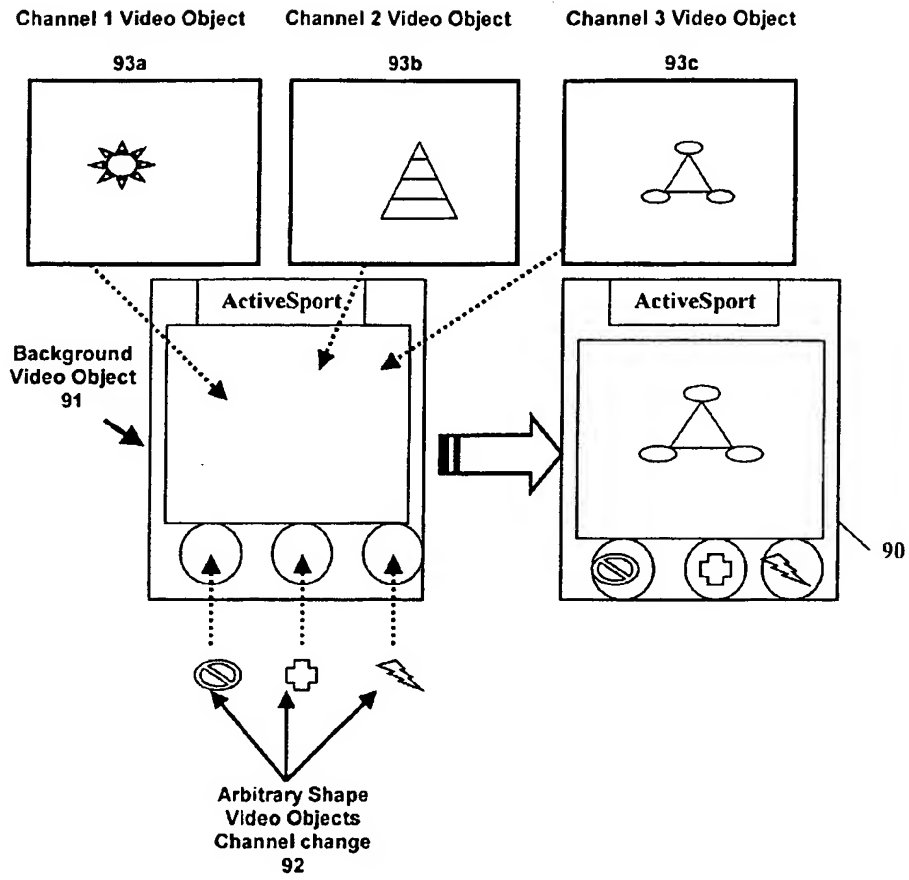 Channel 1 Video Object
Channel 2 Video Object
Channel 3 Video Object
93a
93b
93c
ActiveSport
ActiveSport
Background
Video Object
91
90
Arbitrary Shape
Video Objects
Channel change
92